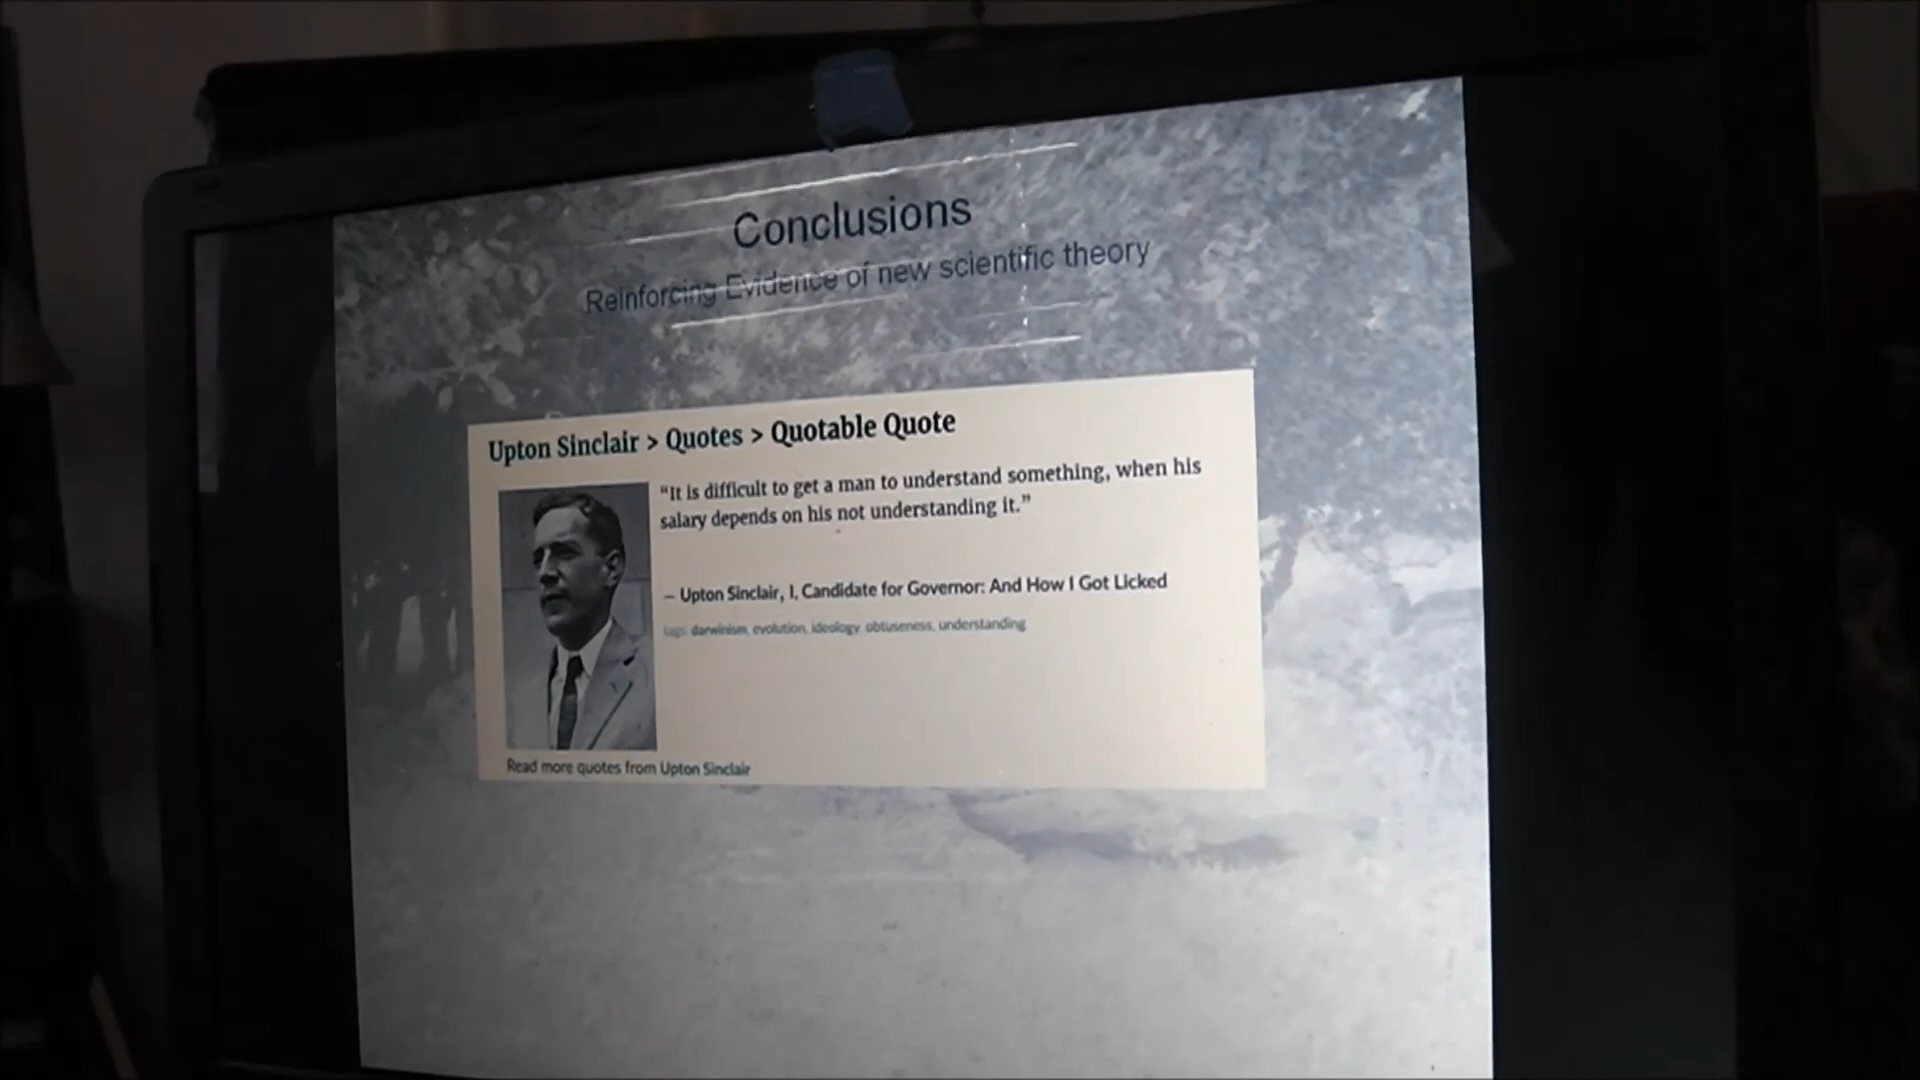 Conclusions
Reinforcing Evidence of new scientific theory
Upton Sinclair > Quotes > Quotable Quote
“It is difficult to get a man to understand something, when his
salary depends on his not understanding it.”
– Upton Sinclair, I, Candidate for Governor: And How I Got Licked
tags: darwinism, evolution, ideology, obtuseness, understanding
Read more quotes from Upton Sinclair